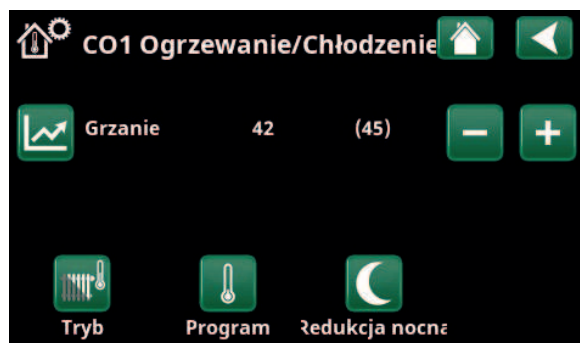 CO1 Ogrzewanie/Chłodzenie
Grzanie 42 (45)
Tryb Program Redukcja nocna